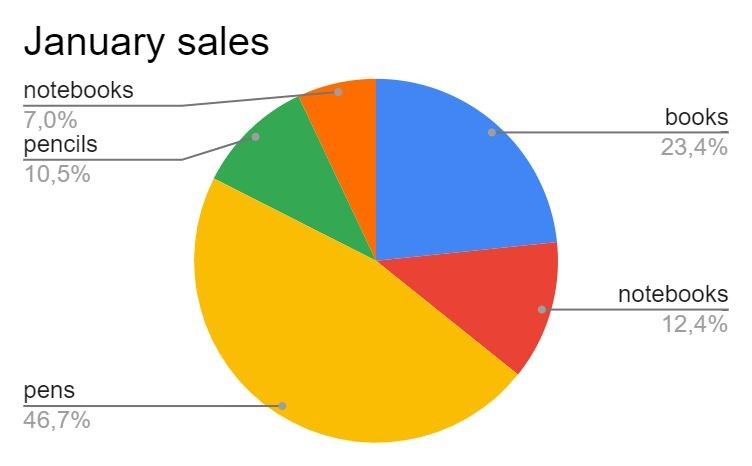 January sales
notebooks
7,0%
pencils
10,5%
pens
46,7%
books
23,4%
notebooks
12,4%